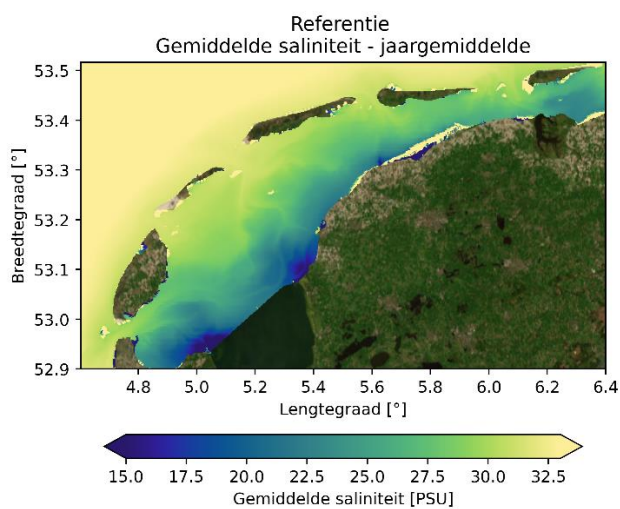 Referentie
Gemiddelde saliniteit - jaargemiddelde
53.5
53.4
53.3
53.2
53.1
53.0
52.9
Breedtegraad [°]
4.8 5.0 5.2 5.4 5.6 5.8 6.0 6.2 6.4
Lengtegraad [°]
15.0 17.5 20.0 22.5 25.0 27.5 30.0 32.5
Gemiddelde saliniteit [PSU]